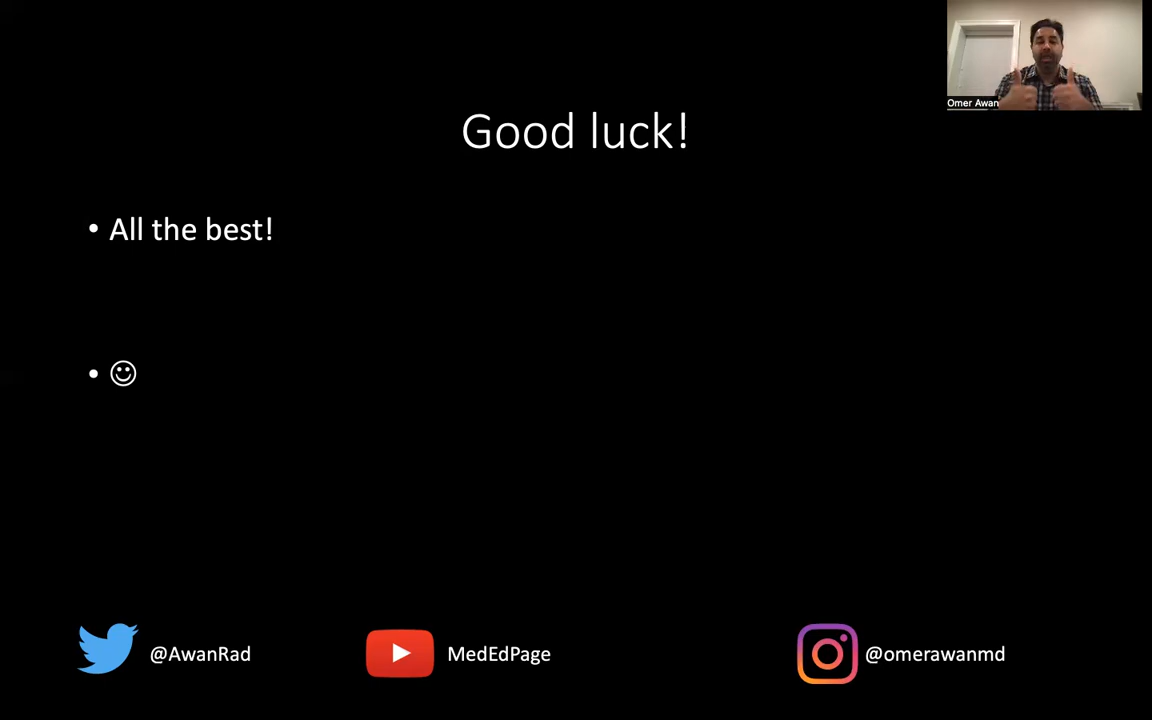 Omer Awan
Good luck!
• All the best!
• ☺
@AwanRad
MedEdPage
@omerawanmd